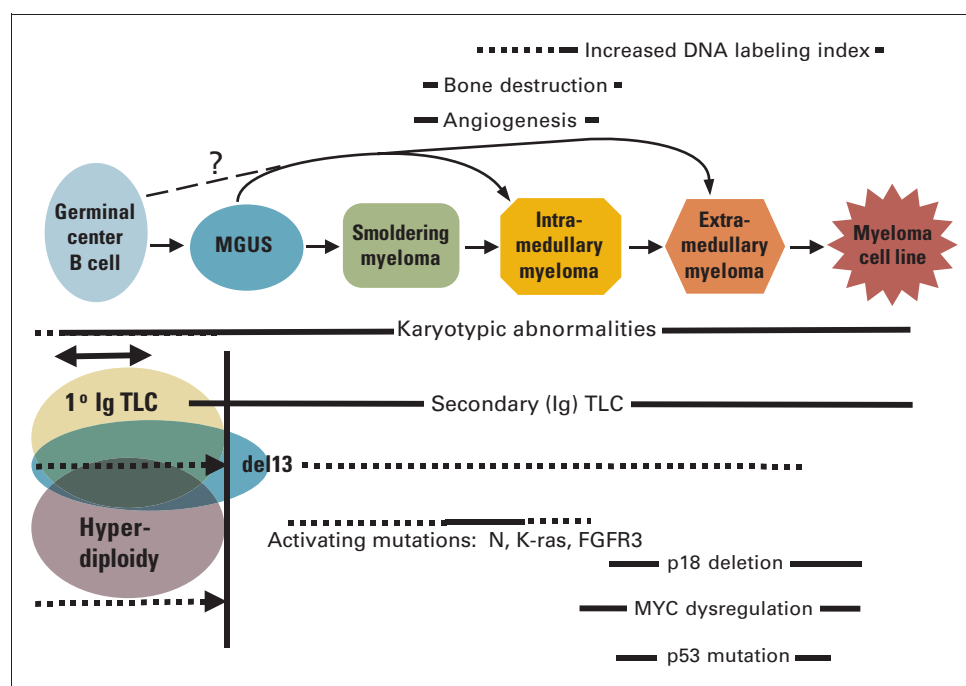 Increased DNA labeling index
Bone destruction
Angiogenesis
?
Germinal
center
B cell
MGUS
Smoldering
myeloma
Intra-
medullary
myeloma
Extra-
medullary
myeloma
Myeloma
cell line
Karyotypic abnormalities
1º Ig TLC
Secondary (Ig) TLC
del13
Hyper-
diploidy
Activating mutations: N, K-ras, FGFR3
p18 deletion
MYC dysregulation
p53 mutation